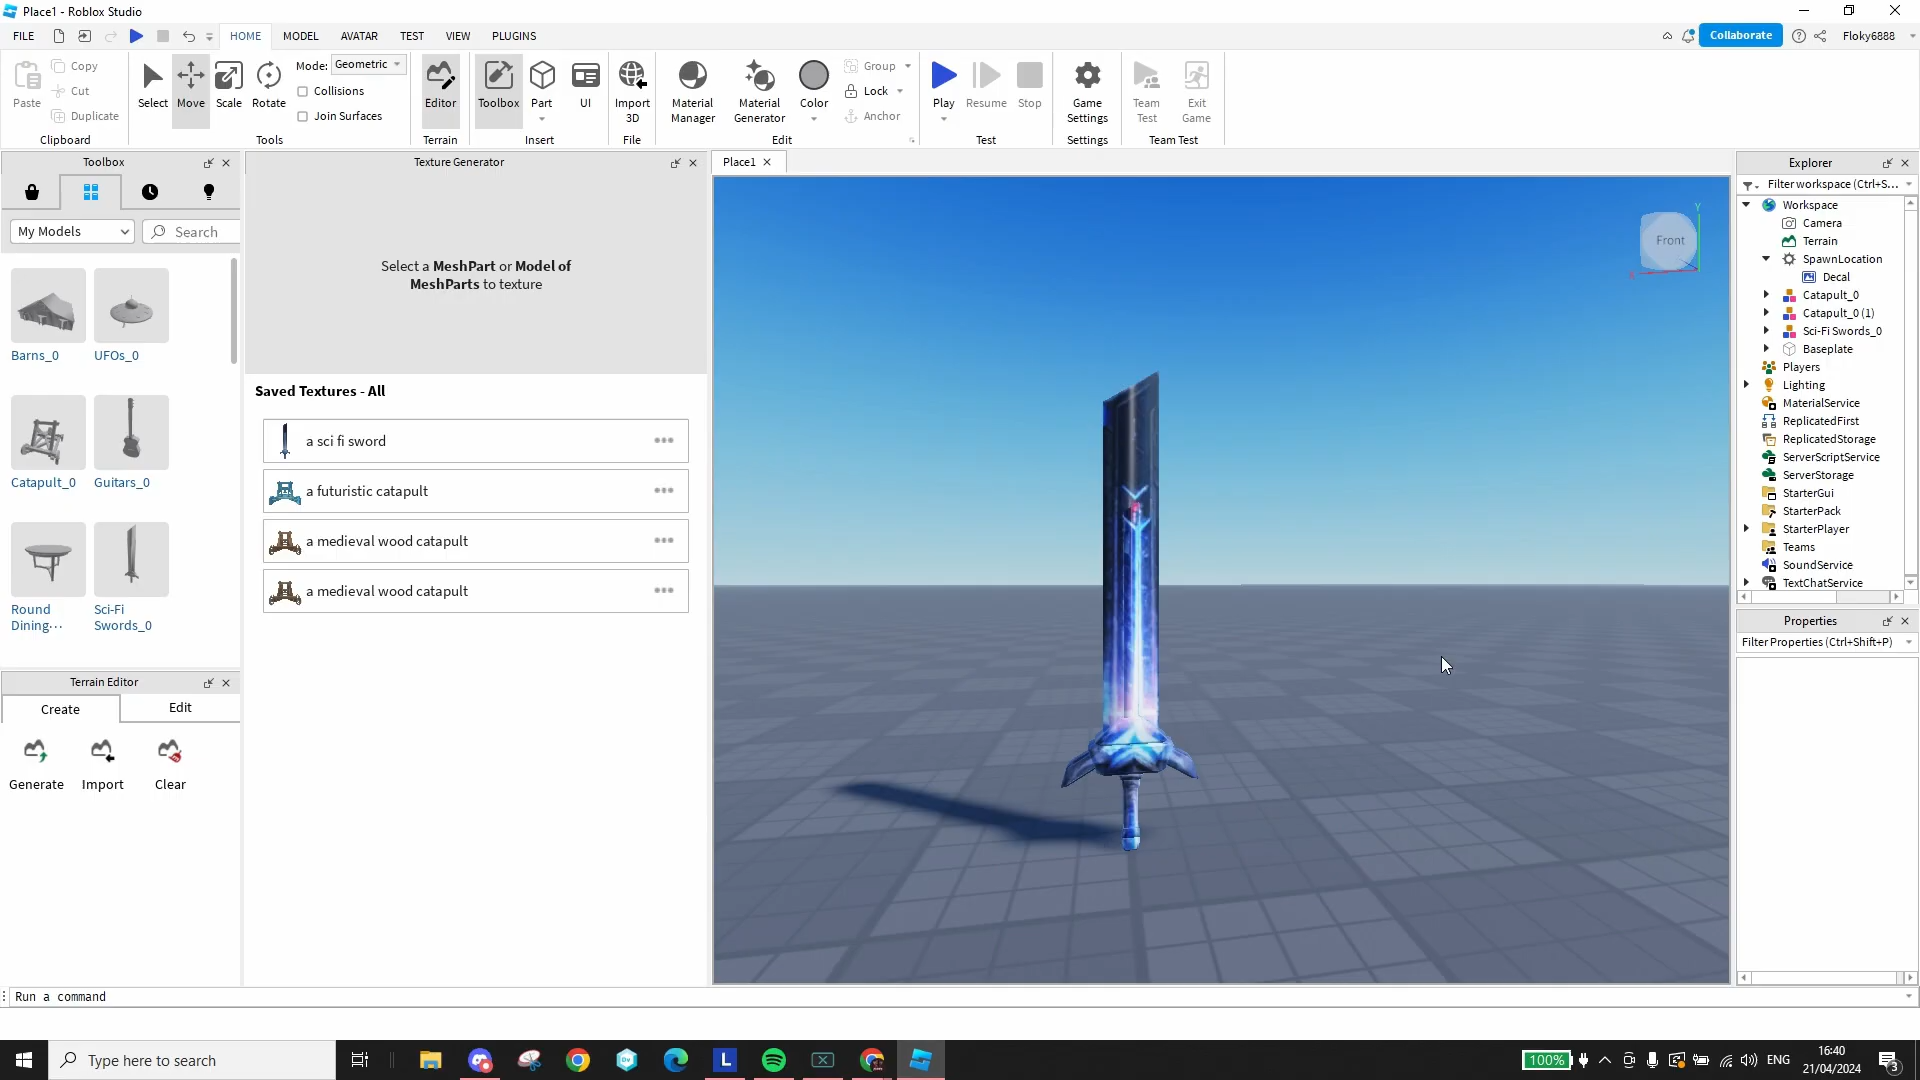 Place1 - Roblox Studio
FILE
HOME
MODEL
AVATAR
TEST
VIEW
PLUGINS
Collaborate
Floky6888
Paste
Copy
Cut
Duplicate
Clipboard
Select
Move
Scale
Rotate
Mode: Geometric
Collisions
Join Surfaces
Tools
Editor
Terrain
Toolbox
Part
UI
Insert
Import
3D
File
Material
Manager
Material
Generator
Color
Group
Lock
Anchor
Edit
Play
Resume
Stop
Test
Game
Settings
Settings
Team
Test
Exit
Game
Team Test
Toolbox
My Models
Search
Barns_0
UFOs_0
Catapult_0
Guitars_0
Round
Dining···
Sci-Fi
Swords_0
Terrain Editor
Create
Edit
Generate
Import
Clear
Texture Generator
Select a MeshPart or Model of
MeshParts to texture
Saved Textures - All
a sci fi sword
a futuristic catapult
a medieval wood catapult
a medieval wood catapult
Place1
Front
Y
Explorer
Filter workspace (Ctrl+S...
Workspace
Camera
Terrain
SpawnLocation
Decal
Catapult_0
Catapult_0 (1)
Sci-Fi Swords_0
Baseplate
Players
Lighting
MaterialService
ReplicatedFirst
ReplicatedStorage
ServerScriptService
ServerStorage
StarterGui
StarterPack
StarterPlayer
Teams
SoundService
TextChatService
Properties
Filter Properties (Ctrl+Shift+P)
Run a command
Type here to search
L
100%
ENG
16:40
21/04/2024
3